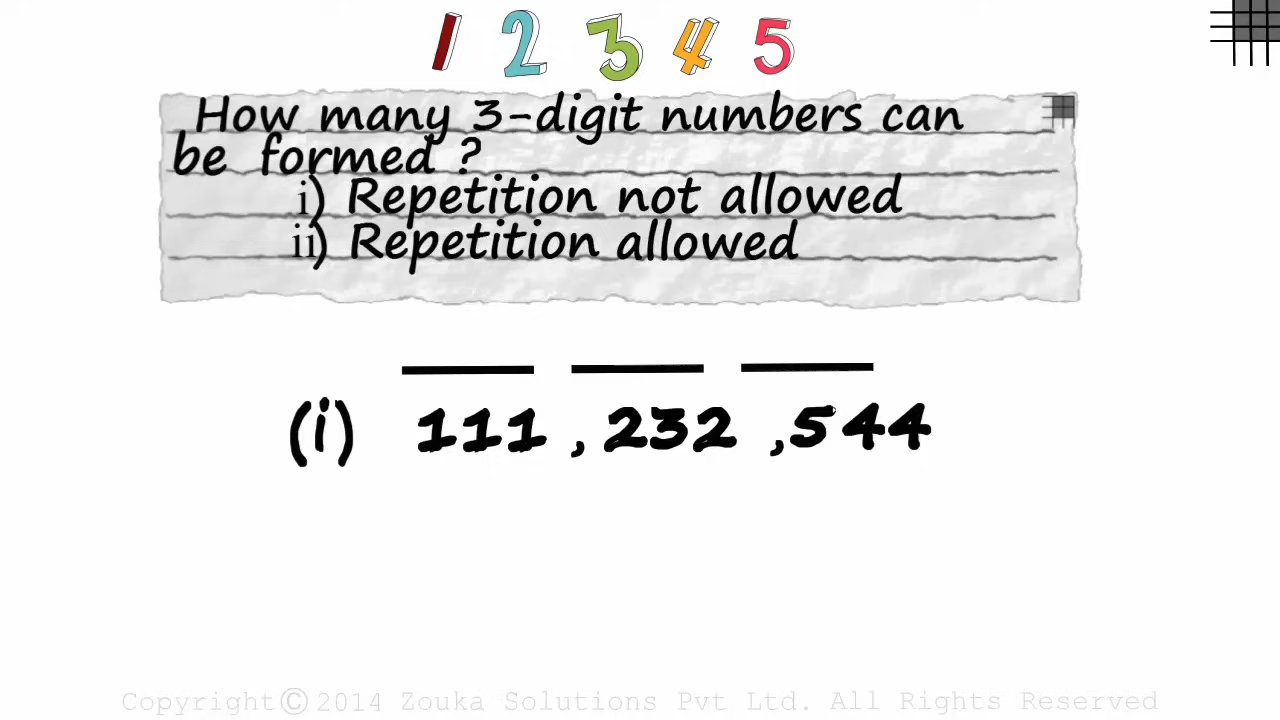 1 2 3 4 5
How many 3-digit numbers can
be formed ?
i) Repetition not allowed
ii) Repetition allowed
(i) 111 , 232 , 544
Copyright© 2014 Zouka Solutions Pvt Ltd. All Rights Reserved